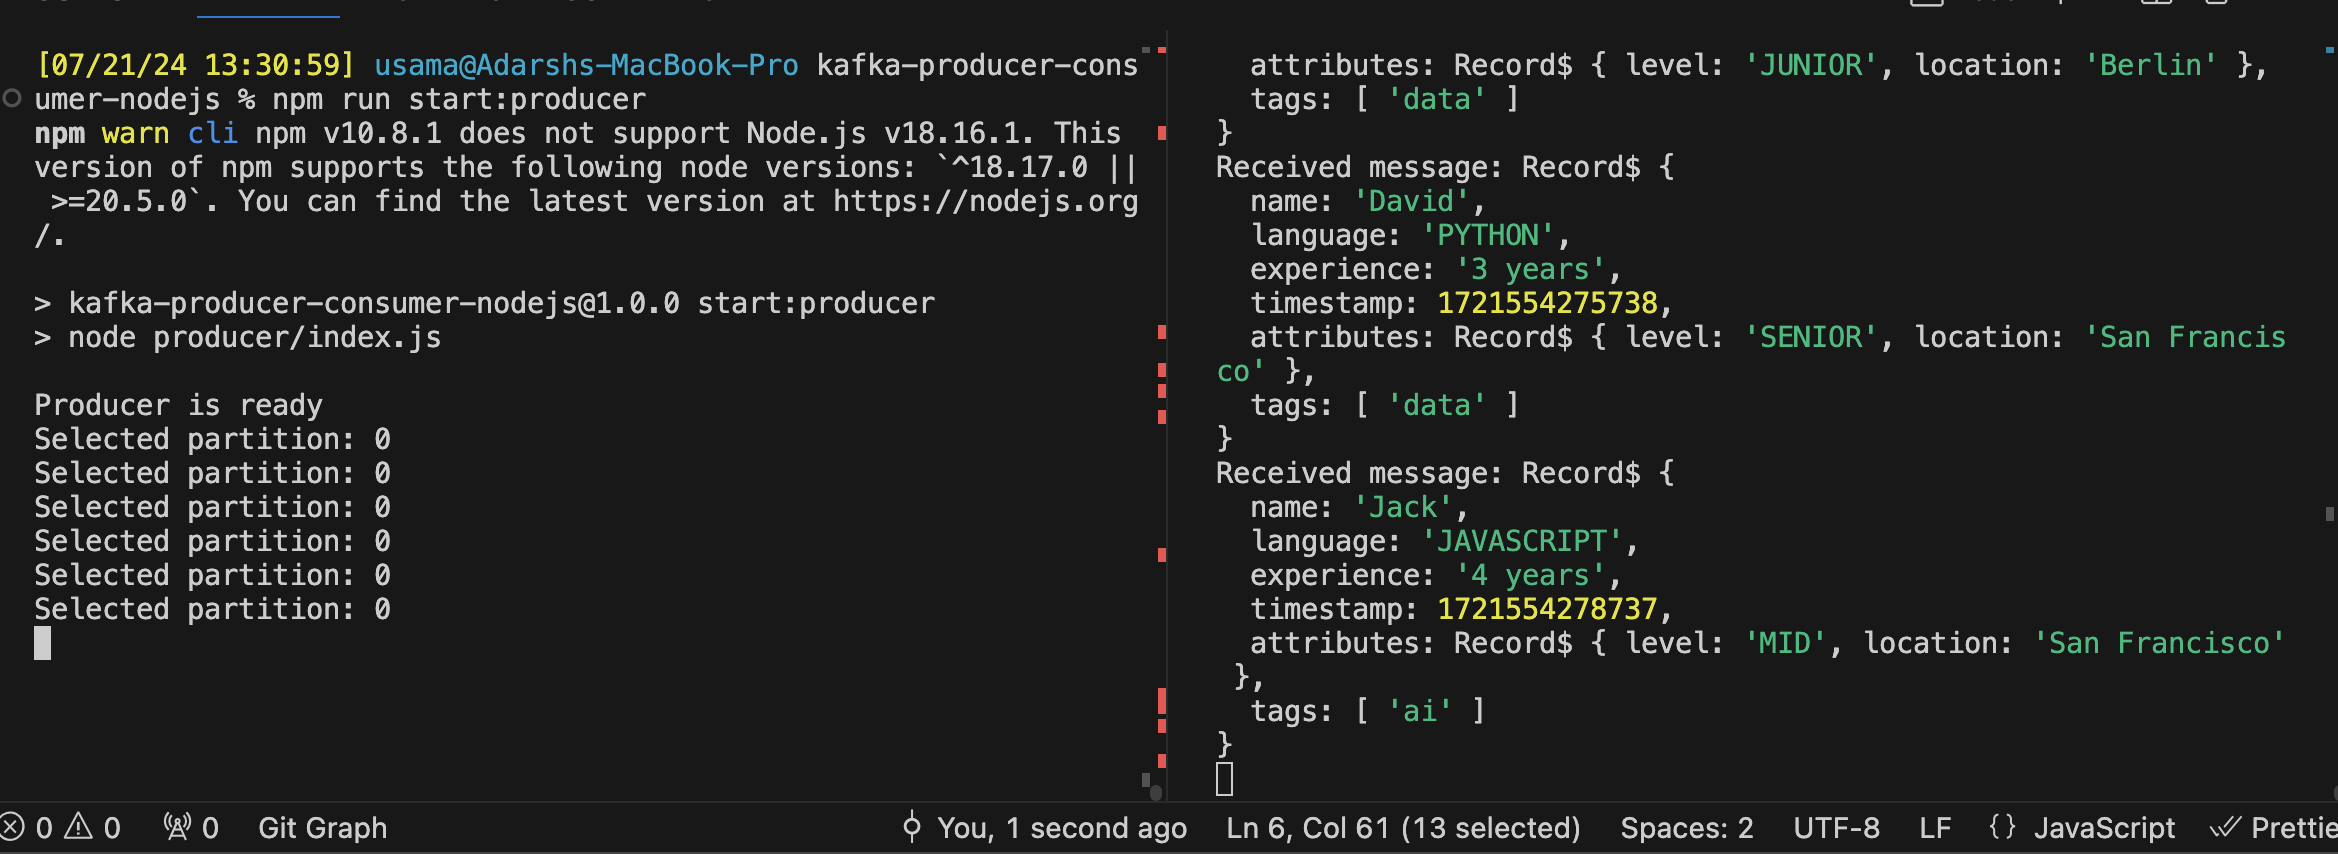 [07/21/24 13:30:59] usama@Adarshs-MacBook-Pro kafka-producer-cons
umer-nodejs % npm run start:producer
npm warn cli npm v10.8.1 does not support Node.js v18.16.1. This
version of npm supports the following node versions: `^18.17.0 ||
 >=20.5.0`. You can find the latest version at https://nodejs.org
/.
> kafka-producer-consumer-nodejs@1.0.0 start:producer
> node producer/index.js
Producer is ready
Selected partition: 0
Selected partition: 0
Selected partition: 0
Selected partition: 0
Selected partition: 0
Selected partition: 0
  attributes: Record$ { level: 'JUNIOR', location: 'Berlin' },
  tags: [ 'data' ]
}
Received message: Record$ {
  name: 'David',
  language: 'PYTHON',
  experience: '3 years',
  timestamp: 1721554275738,
  attributes: Record$ { level: 'SENIOR', location: 'San Francis
co' },
  tags: [ 'data' ]
}
Received message: Record$ {
  name: 'Jack',
  language: 'JAVASCRIPT',
  experience: '4 years',
  timestamp: 1721554278737,
  attributes: Record$ { level: 'MID', location: 'San Francisco'
 },
  tags: [ 'ai' ]
}
0 0 0 Git Graph You, 1 second ago Ln 6, Col 61 (13 selected) Spaces: 2 UTF-8 LF {} JavaScript Prettie